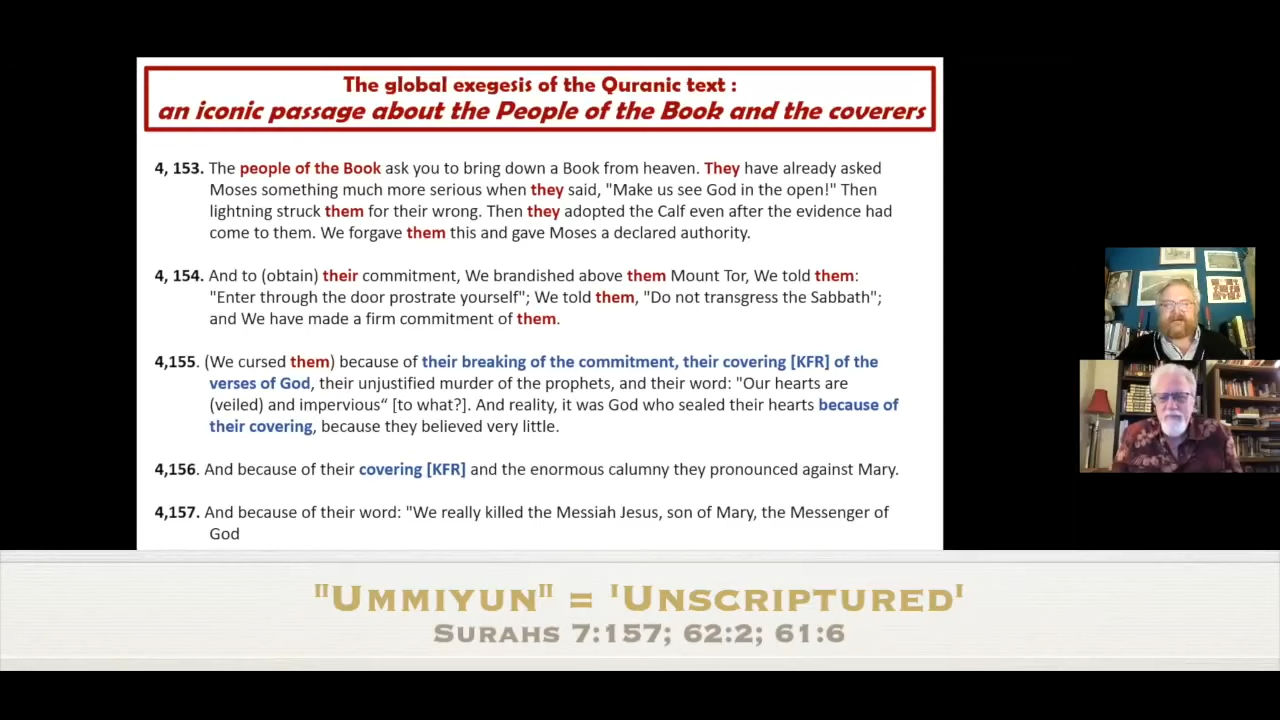 The global exegesis of the Quranic text :
an iconic passage about the People of the Book and the coverers
4, 153. The people of the Book ask you to bring down a Book from heaven. They have already asked
Moses something much more serious when they said, "Make us see God in the open!" Then
lightning struck them for their wrong. Then they adopted the Calf even after the evidence had
come to them. We forgave them this and gave Moses a declared authority.
4, 154. And to (obtain) their commitment, We brandished above them Mount Tor, We told them:
"Enter through the door prostrate yourself"; We told them, "Do not transgress the Sabbath";
and We have made a firm commitment of them.
4,155. (We cursed them) because of their breaking of the commitment, their covering [KFR] of the
verses of God, their unjustified murder of the prophets, and their word: "Our hearts are
(veiled) and impervious“ [to what?]. And reality, it was God who sealed their hearts because of
their covering, because they believed very little.
4,156. And because of their covering [KFR] and the enormous calumny they pronounced against Mary.
4,157. And because of their word: "We really killed the Messiah Jesus, son of Mary, the Messenger of
God
"Ummiyun" = 'Unscriptured'
Surahs 7:157; 62:2; 61:6